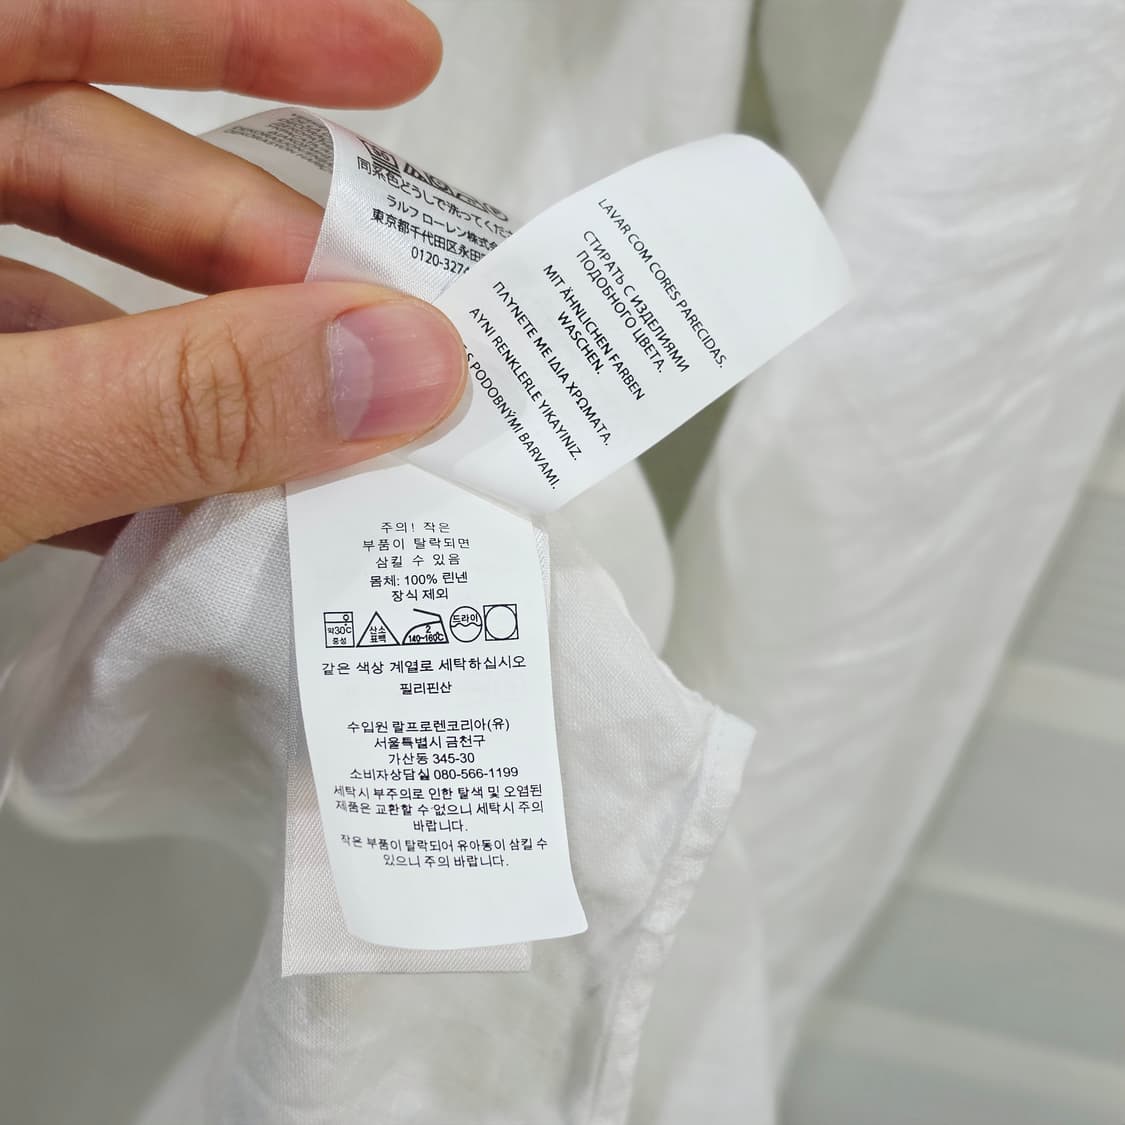 同系色どうしで洗ってくだ
ラルフ ローレン株式会
東京都千代田区永田
0120-3274
LAVAR COM CORES PARECIDAS.
СТИРАТЬ С ИЗДЕЛИЯМИ
ПОДОБНОГО ЦВЕТА.
MIT ÄHNLICHEN FARBEN
WASCHEN.
ΠΛΥΝΕΤΕ ΜΕ ΙΔΙΑ ΧΡΩΜΑΤΑ.
AYNI RENKLERLE YIKAYINIZ.
S PODOBNÝMI BARVAMI.
주의! 작은
부품이 탈락되면
삼킬 수 있음
몸체: 100% 린넨
장식 제외
약30℃ 중성
산소 표백
2 140~160℃
드라이
같은 색상 계열로 세탁하십시오
필리핀산
수입원 랄프로렌코리아(유)
서울특별시 금천구
가산동 345-30
소비자상담실 080-566-1199
세탁시 부주의로 인한 탈색 및 오염된
제품은 교환할 수 없으니 세탁시 주의
바랍니다.
작은 부품이 탈락되어 유아동이 삼킬 수
있으니 주의 바랍니다.